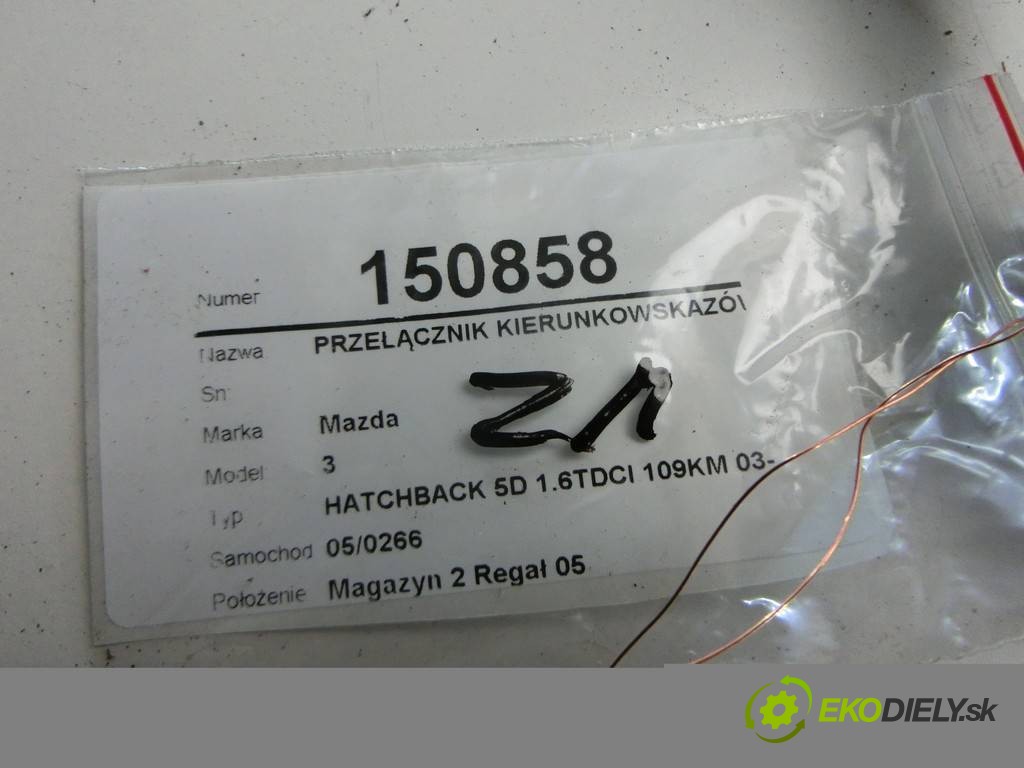 Numer 150858
Nazwa PRZEŁĄCZNIK KIERUNKOWSKAZÓ
Sn
Z1
Marka Mazda
Model 3
Typ HATCHBACK 5D 1.6TDCI 109KM 03-
Samochod 05/0266
Położenie Magazyn 2 Regał 05
EKODIELY.sk